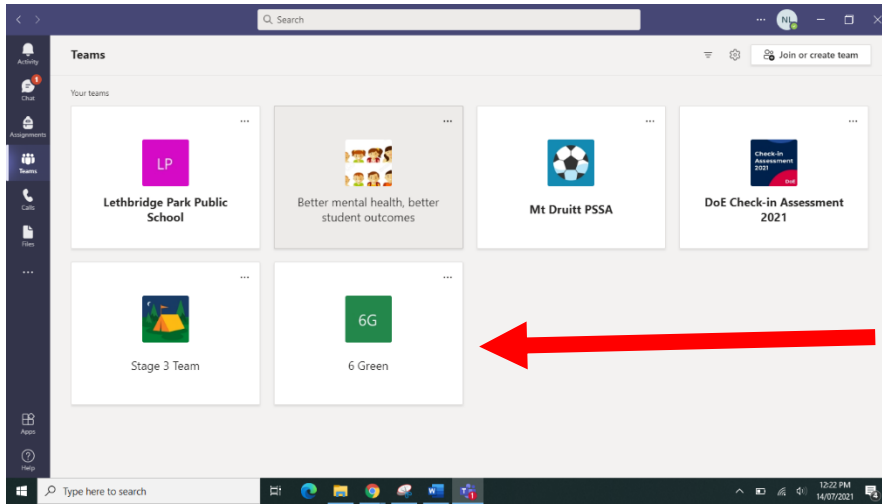 Search
NL
Activity
Teams
Join or create team
1
Chat
Your teams
Assignments
LP
Check-in
Assessment
2021
DoE
Teams
Lethbridge Park Public
School
Better mental health, better
student outcomes
Mt Druitt PSSA
DoE Check-in Assessment
2021
Calls
Files
6G
Stage 3 Team
6 Green
Apps
Help
Type here to search
12:22 PM
14/07/2021